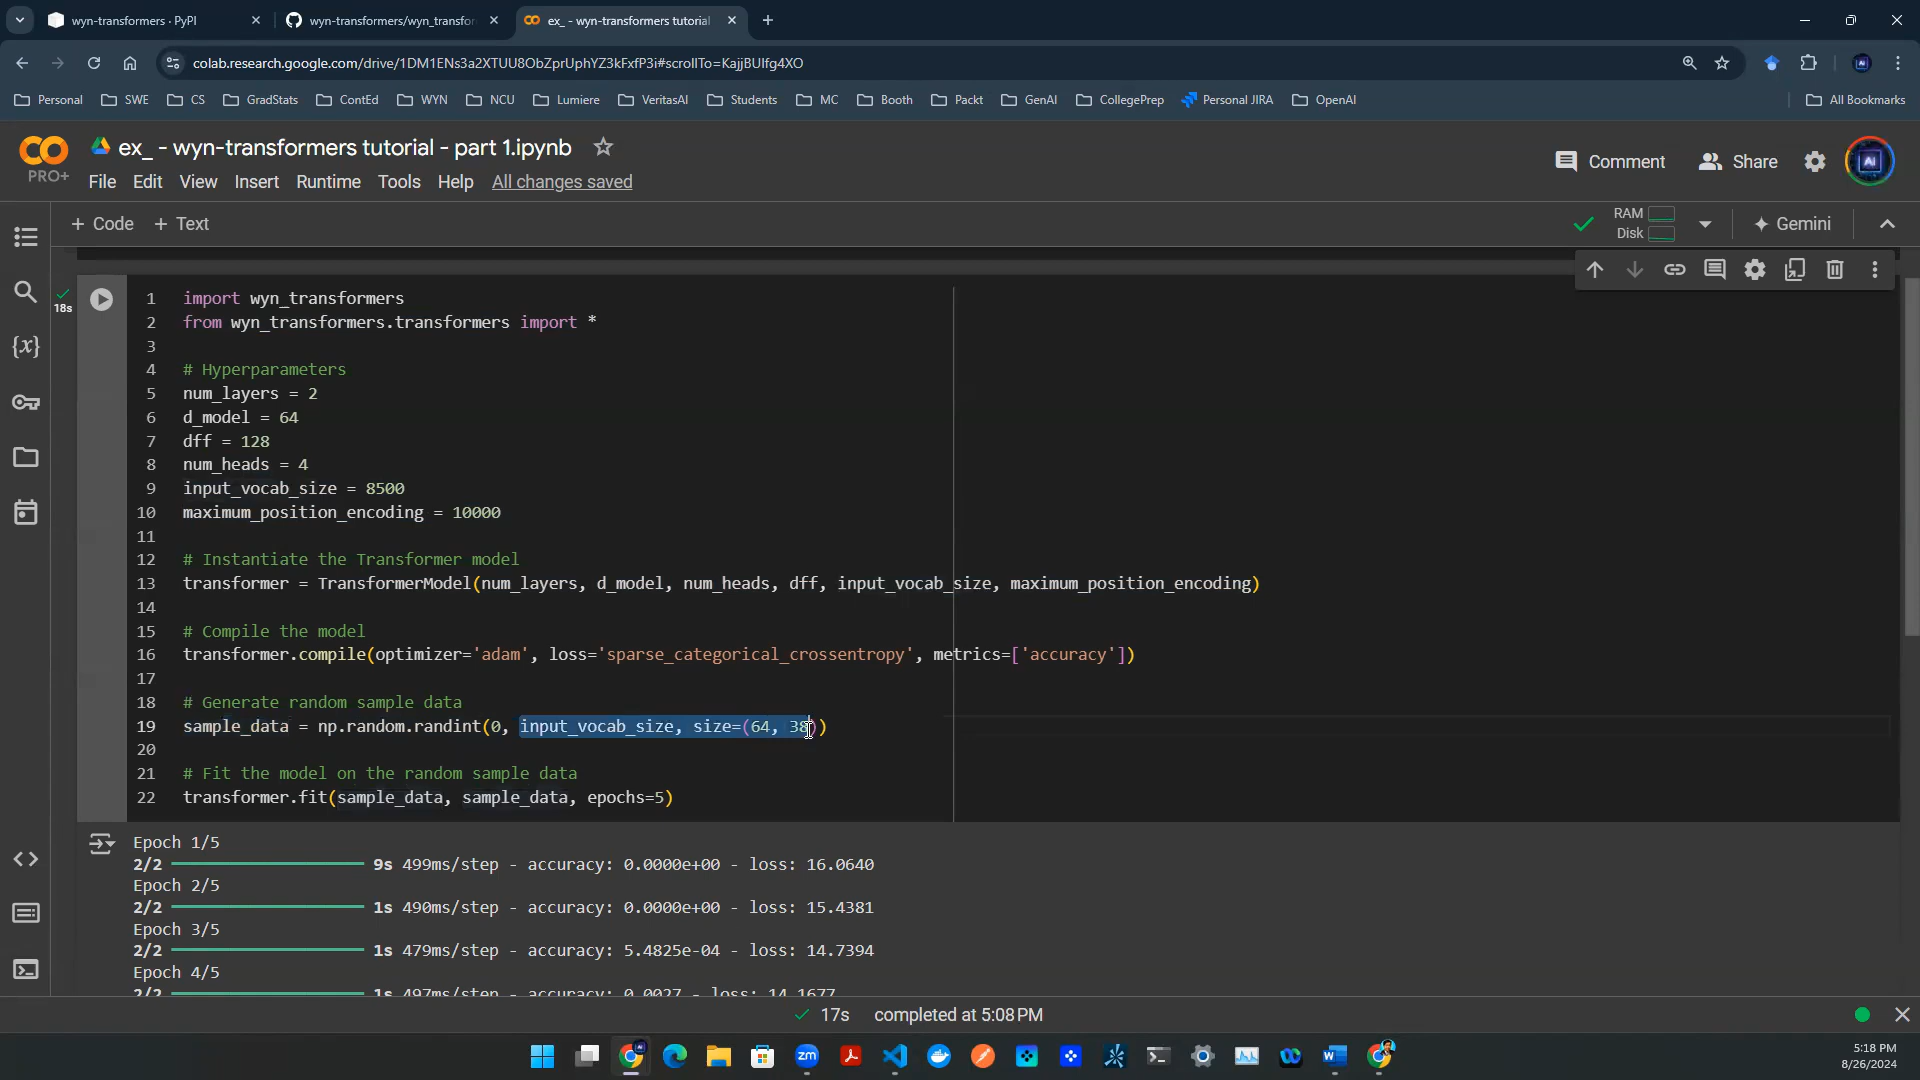 wyn-transformers · PyPI
wyn-transformers/wyn_transfor
ex_ - wyn-transformers tutorial
colab.research.google.com/drive/1DM1ENs3a2XTUU8ObZprUphYZ3kFxfP3i#scrollTo=KajjBUIfg4XO
Personal SWE CS GradStats ContEd WYN NCU Lumiere VeritasAI Students MC Booth Packt GenAI CollegePrep Personal JIRA OpenAI All Bookmarks
PRO+
ex_ - wyn-transformers tutorial - part 1.ipynb
File Edit View Insert Runtime Tools Help All changes saved
Comment Share
+ Code + Text
RAM
Disk
Gemini
18s
1 import wyn_transformers
2 from wyn_transformers.transformers import *
3
4 # Hyperparameters
5 num_layers = 2
6 d_model = 64
7 dff = 128
8 num_heads = 4
9 input_vocab_size = 8500
10 maximum_position_encoding = 10000
11
12 # Instantiate the Transformer model
13 transformer = TransformerModel(num_layers, d_model, num_heads, dff, input_vocab_size, maximum_position_encoding)
14
15 # Compile the model
16 transformer.compile(optimizer='adam', loss='sparse_categorical_crossentropy', metrics=['accuracy'])
17
18 # Generate random sample data
19 sample_data = np.random.randint(0, input_vocab_size, size=(64, 38))
20
21 # Fit the model on the random sample data
22 transformer.fit(sample_data, sample_data, epochs=5)
Epoch 1/5
2/2 9s 499ms/step - accuracy: 0.0000e+00 - loss: 16.0640
Epoch 2/5
2/2 1s 490ms/step - accuracy: 0.0000e+00 - loss: 15.4381
Epoch 3/5
2/2 1s 479ms/step - accuracy: 5.4825e-04 - loss: 14.7394
Epoch 4/5
2/2 1s 497ms/step - accuracy: 0.0027 - loss: 14.1677
17s completed at 5:08 PM
5:18 PM
8/26/2024